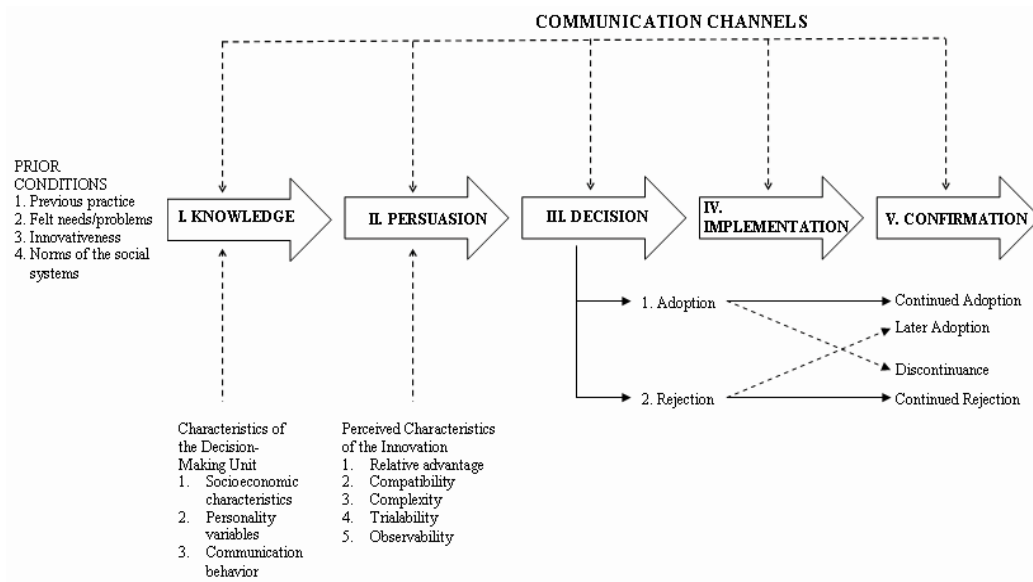 COMMUNICATION CHANNELS
PRIOR
CONDITIONS
1. Previous practice
2. Felt needs/problems
3. Innovativeness
4. Norms of the social
systems
I. KNOWLEDGE
II. PERSUASION
III. DECISION
IV.
IMPLEMENTATION
V. CONFIRMATION
1. Adoption
2. Rejection
Continued Adoption
Later Adoption
Discontinuance
Continued Rejection
Characteristics of
the Decision-
Making Unit
1. Socioeconomic
characteristics
2. Personality
variables
3. Communication
behavior
Perceived Characteristics
of the Innovation
1. Relative advantage
2. Compatibility
3. Complexity
4. Trialability
5. Observability